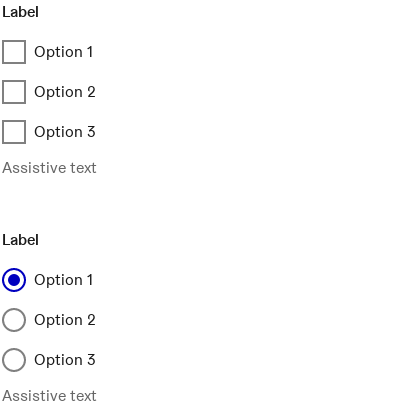 Label
Option 1
Option 2
Option 3
Assistive text
Label
Option 1
Option 2
Option 3
Assistive text